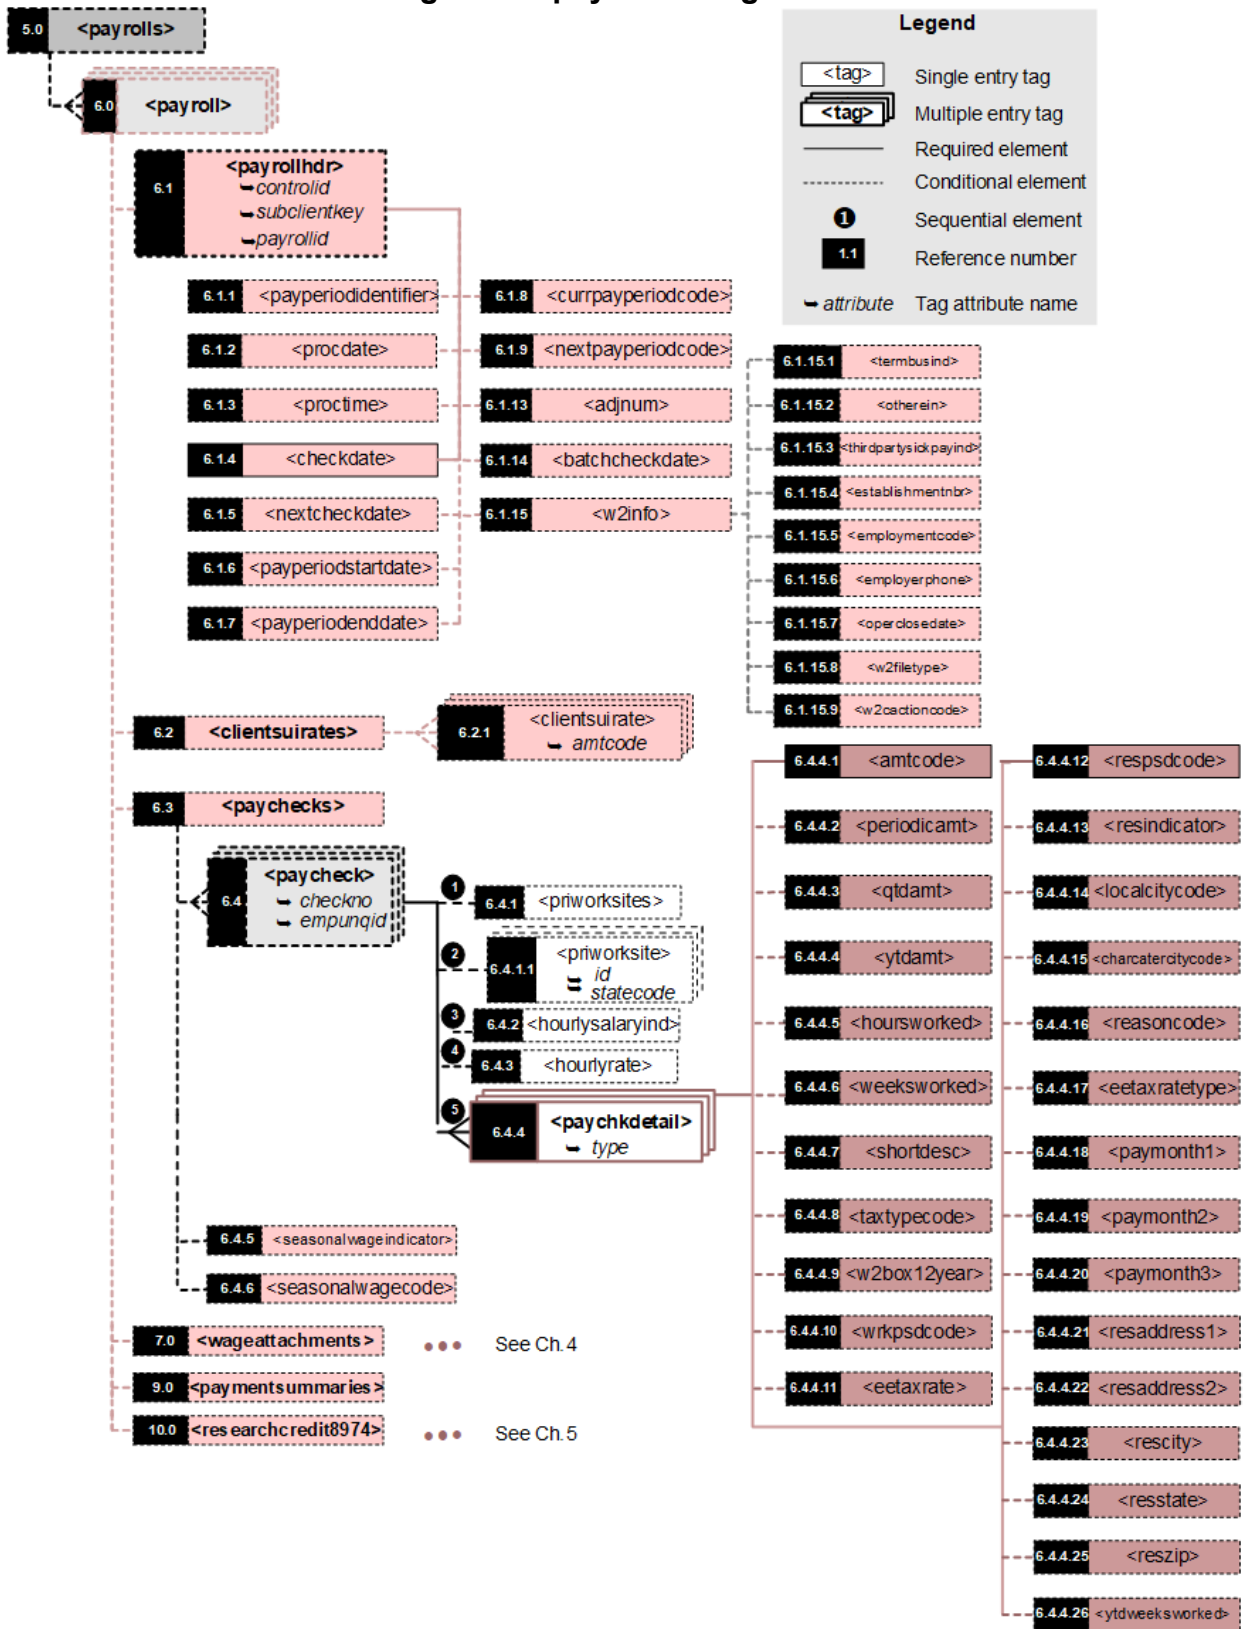 5.0 <payrolls>
6.0 <payroll>
6.1 <payrollhdr>
controlid
subclientkey
payrollid
Legend
<tag> Single entry tag
<tag> Multiple entry tag
Required element
Conditional element
1 Sequential element
1.1 Reference number
attribute Tag attribute name
6.1.1 <payperiodidentifier>
6.1.2 <procdate>
6.1.3 <proctime>
6.1.4 <checkdate>
6.1.5 <nextcheckdate>
6.1.6 <payperiodstartdate>
6.1.7 <payperiodenddate>
6.1.8 <currpayperiodcode>
6.1.9 <nextpayperiodcode>
6.1.13 <adjnum>
6.1.14 <batchcheckdate>
6.1.15 <w2info>
6.1.15.1 <termbusind>
6.1.15.2 <otherein>
6.1.15.3 <thirdpartysickpayind>
6.1.15.4 <establishmentnbr>
6.1.15.5 <employmentcode>
6.1.15.6 <employerphone>
6.1.15.7 <operclosedate>
6.1.15.8 <w2filetype>
6.1.15.9 <w2cactioncode>
6.2 <clientsuirates>
6.2.1 <clientsuirate>
amtcode
6.3 <paychecks>
6.4 <paycheck>
checkno
empunqid
1 6.4.1 <priworksites>
2 6.4.1.1 <priworksite>
id
statecode
3 6.4.2 <hourlysalaryind>
4 6.4.3 <hourlyrate>
5 6.4.4 <paychkdetail>
type
6.4.4.1 <amtcode>
6.4.4.2 <periodicamt>
6.4.4.3 <qtdamt>
6.4.4.4 <ytdamt>
6.4.4.5 <hoursworked>
6.4.4.6 <weeksworked>
6.4.4.7 <shortdesc>
6.4.4.8 <taxtypecode>
6.4.4.9 <w2box12year>
6.4.4.10 <wrkpsdcode>
6.4.4.11 <eetaxrate>
6.4.4.12 <respsdcode>
6.4.4.13 <resindicator>
6.4.4.14 <localcitycode>
6.4.4.15 <charcatercitycode>
6.4.4.16 <reasoncode>
6.4.4.17 <eetaxratetype>
6.4.4.18 <paymonth1>
6.4.4.19 <paymonth2>
6.4.4.20 <paymonth3>
6.4.4.21 <resaddress1>
6.4.4.22 <resaddress2>
6.4.4.23 <rescity>
6.4.4.24 <resstate>
6.4.4.25 <reszip>
6.4.4.26 <ytdweeksworked>
6.4.5 <seasonalwageindicator>
6.4.6 <seasonalwagecode>
7.0 <wageattachments> See Ch. 4
9.0 <paymentsummaries>
10.0 <researchcredit8974> See Ch. 5